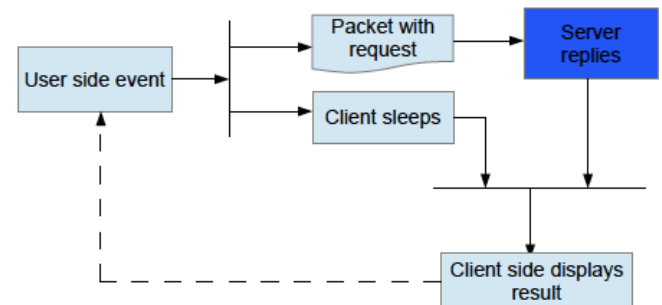 Packet with
request
Server
replies
User side event
Client sleeps
Client side displays
result